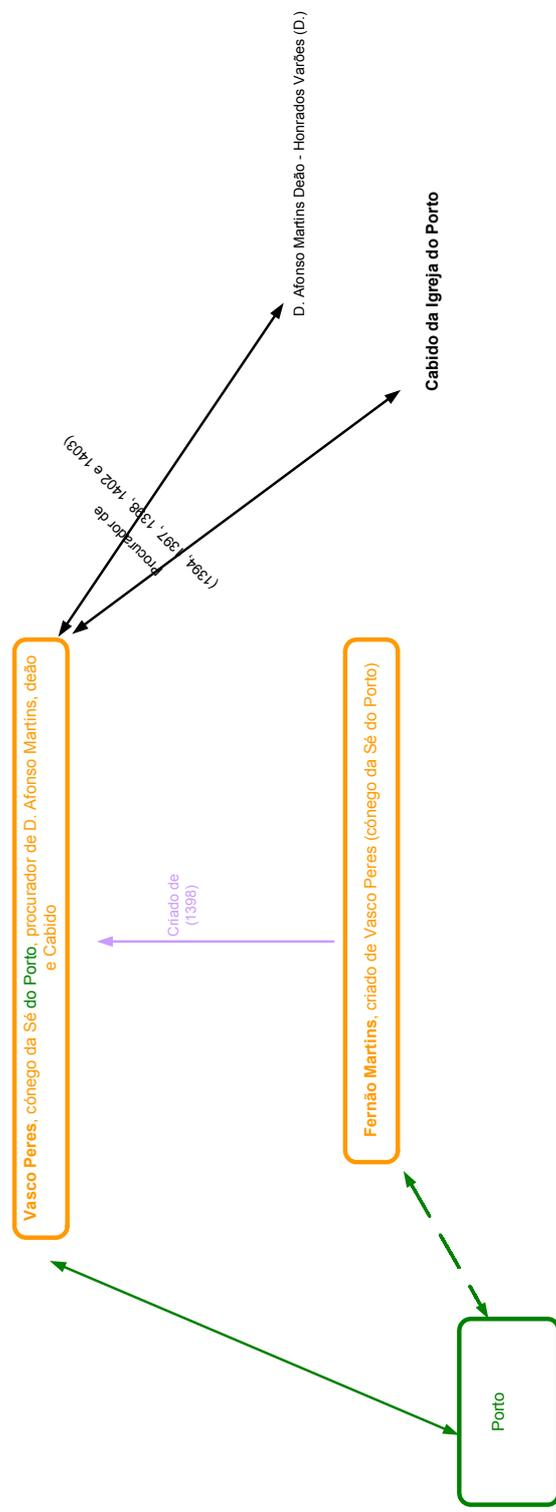 Vasco Peres, cónego da Sé do Porto, procurador de D. Afonso Martins, deão
e Cabido
Criado de
(1398)
Fernão Martins, criado de Vasco Peres (cónego da Sé do Porto)
Porto
Procurador de
(1394, 1397, 1398, 1402 e 1403)
D. Afonso Martins Deão - Honrados Varões (D.)
Cabido da Igreja do Porto